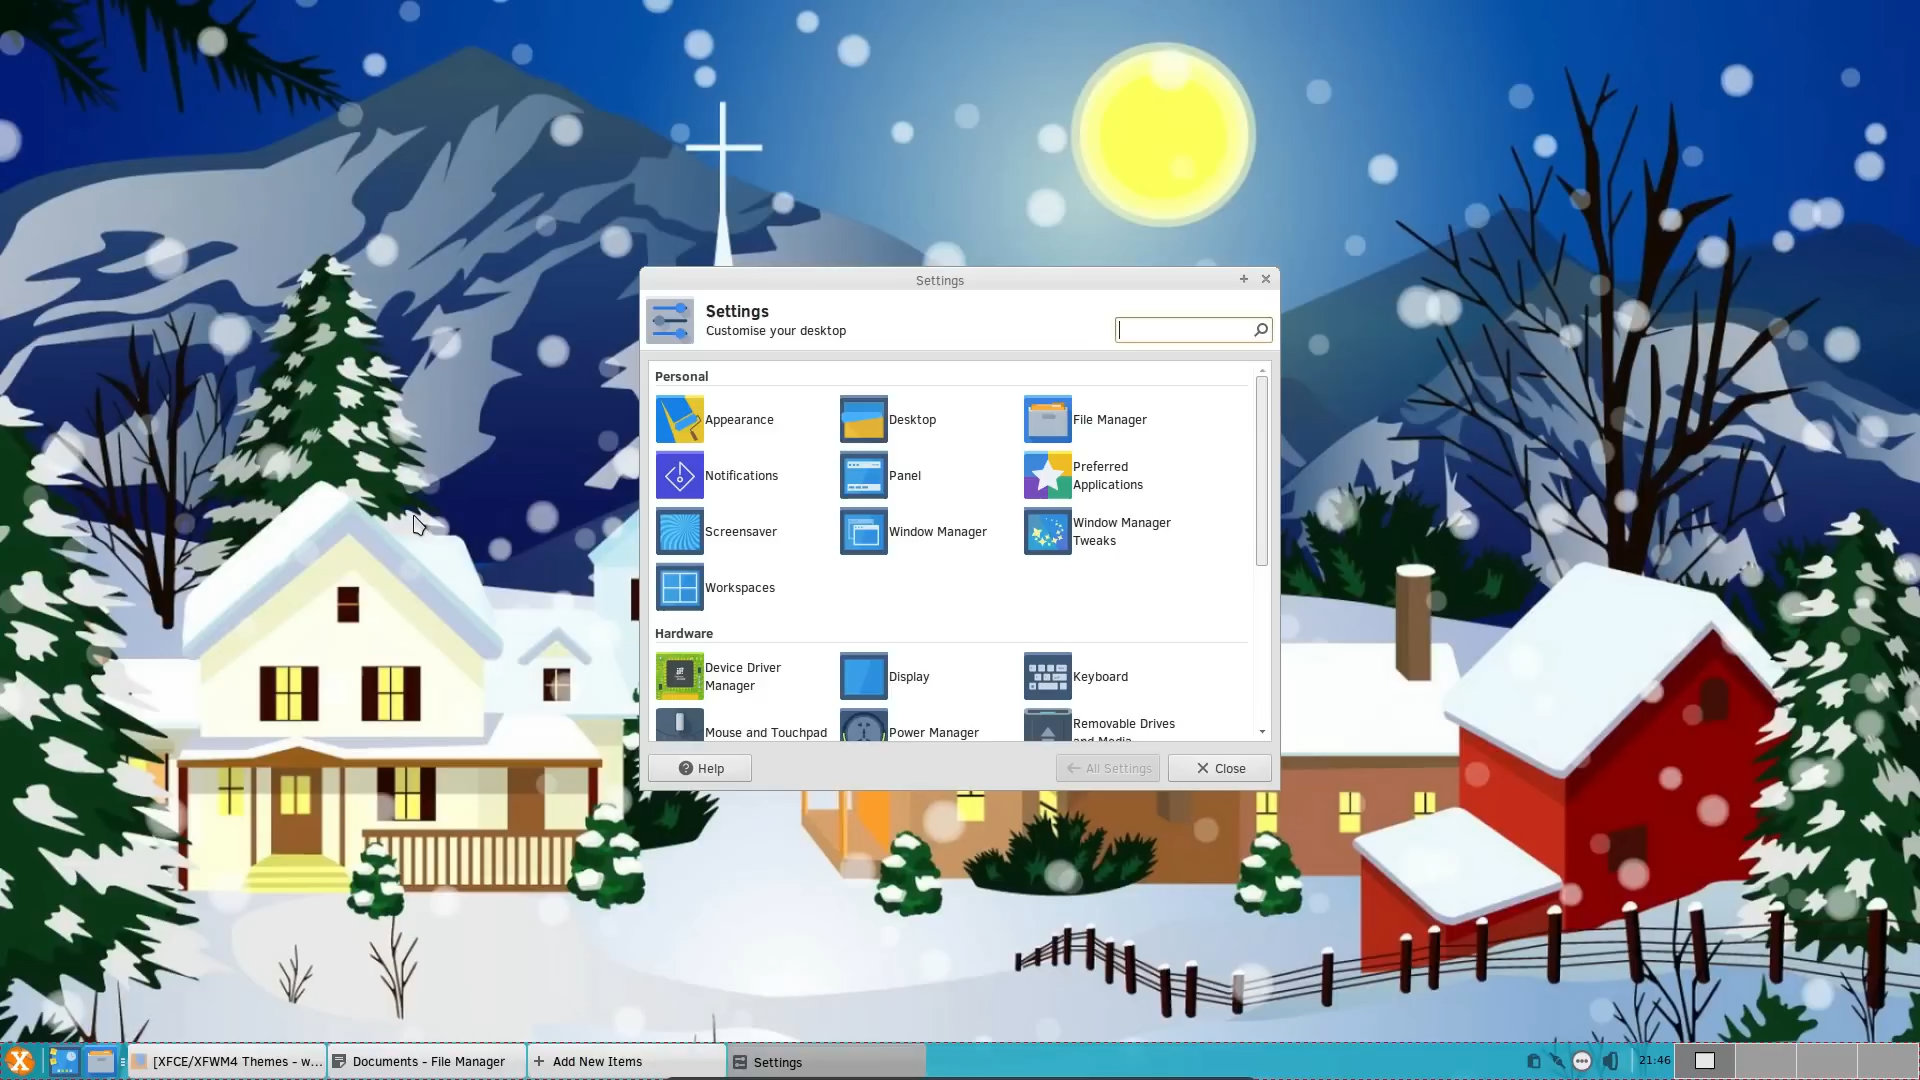 Settings
Settings
Customise your desktop
Personal
Appearance
Desktop
File Manager
Notifications
Panel
Preferred
Applications
Screensaver
Window Manager
Window Manager
Tweaks
Workspaces
Hardware
Device Driver
Manager
Display
Keyboard
Mouse and Touchpad
Power Manager
Removable Drives
and Media
Help
All Settings
Close
[XFCE/XFWM4 Themes - w...
Documents - File Manager
Add New Items
Settings
21:46